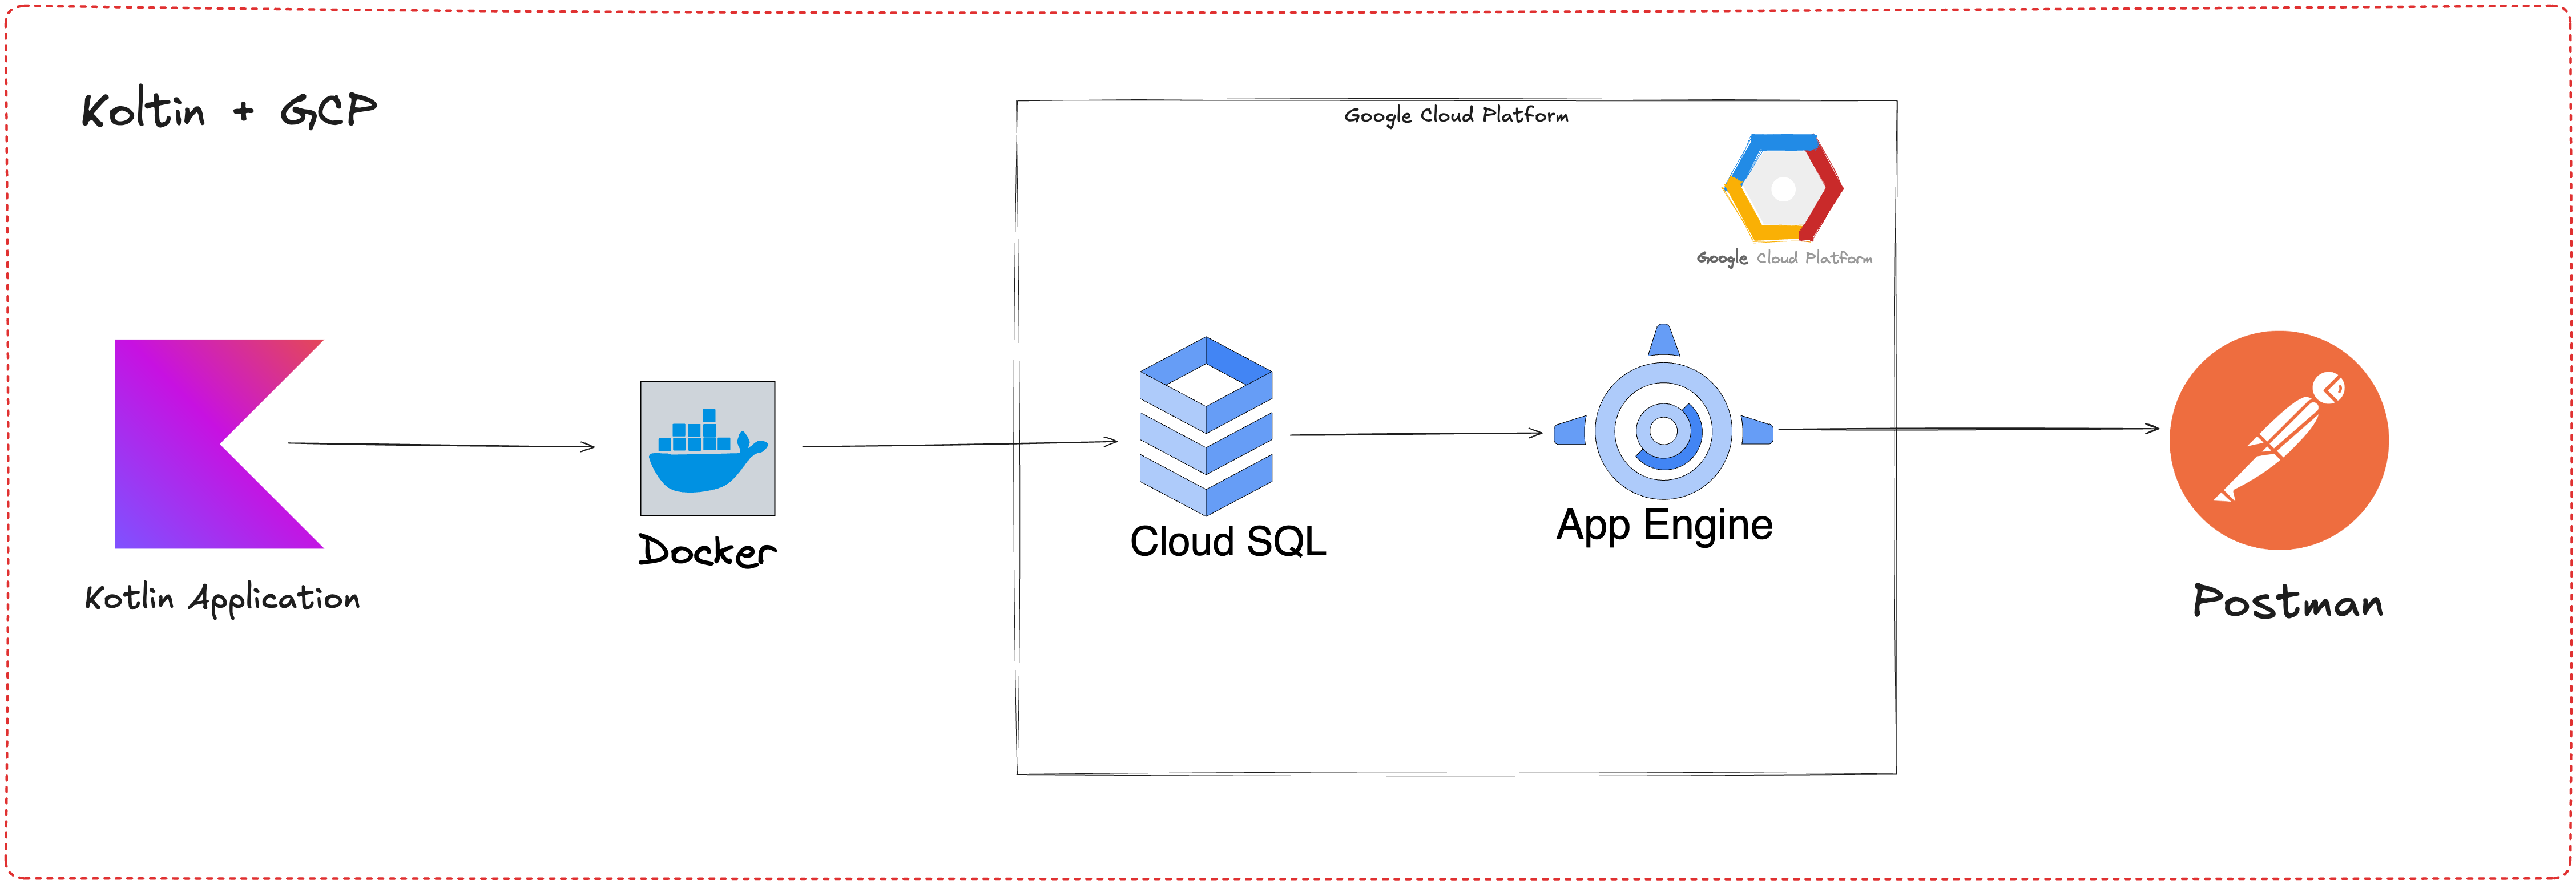 Koltin + GCP
Google Cloud Platform
Google Cloud Platform
Docker
Cloud SQL
App Engine
Kotlin Application
Postman